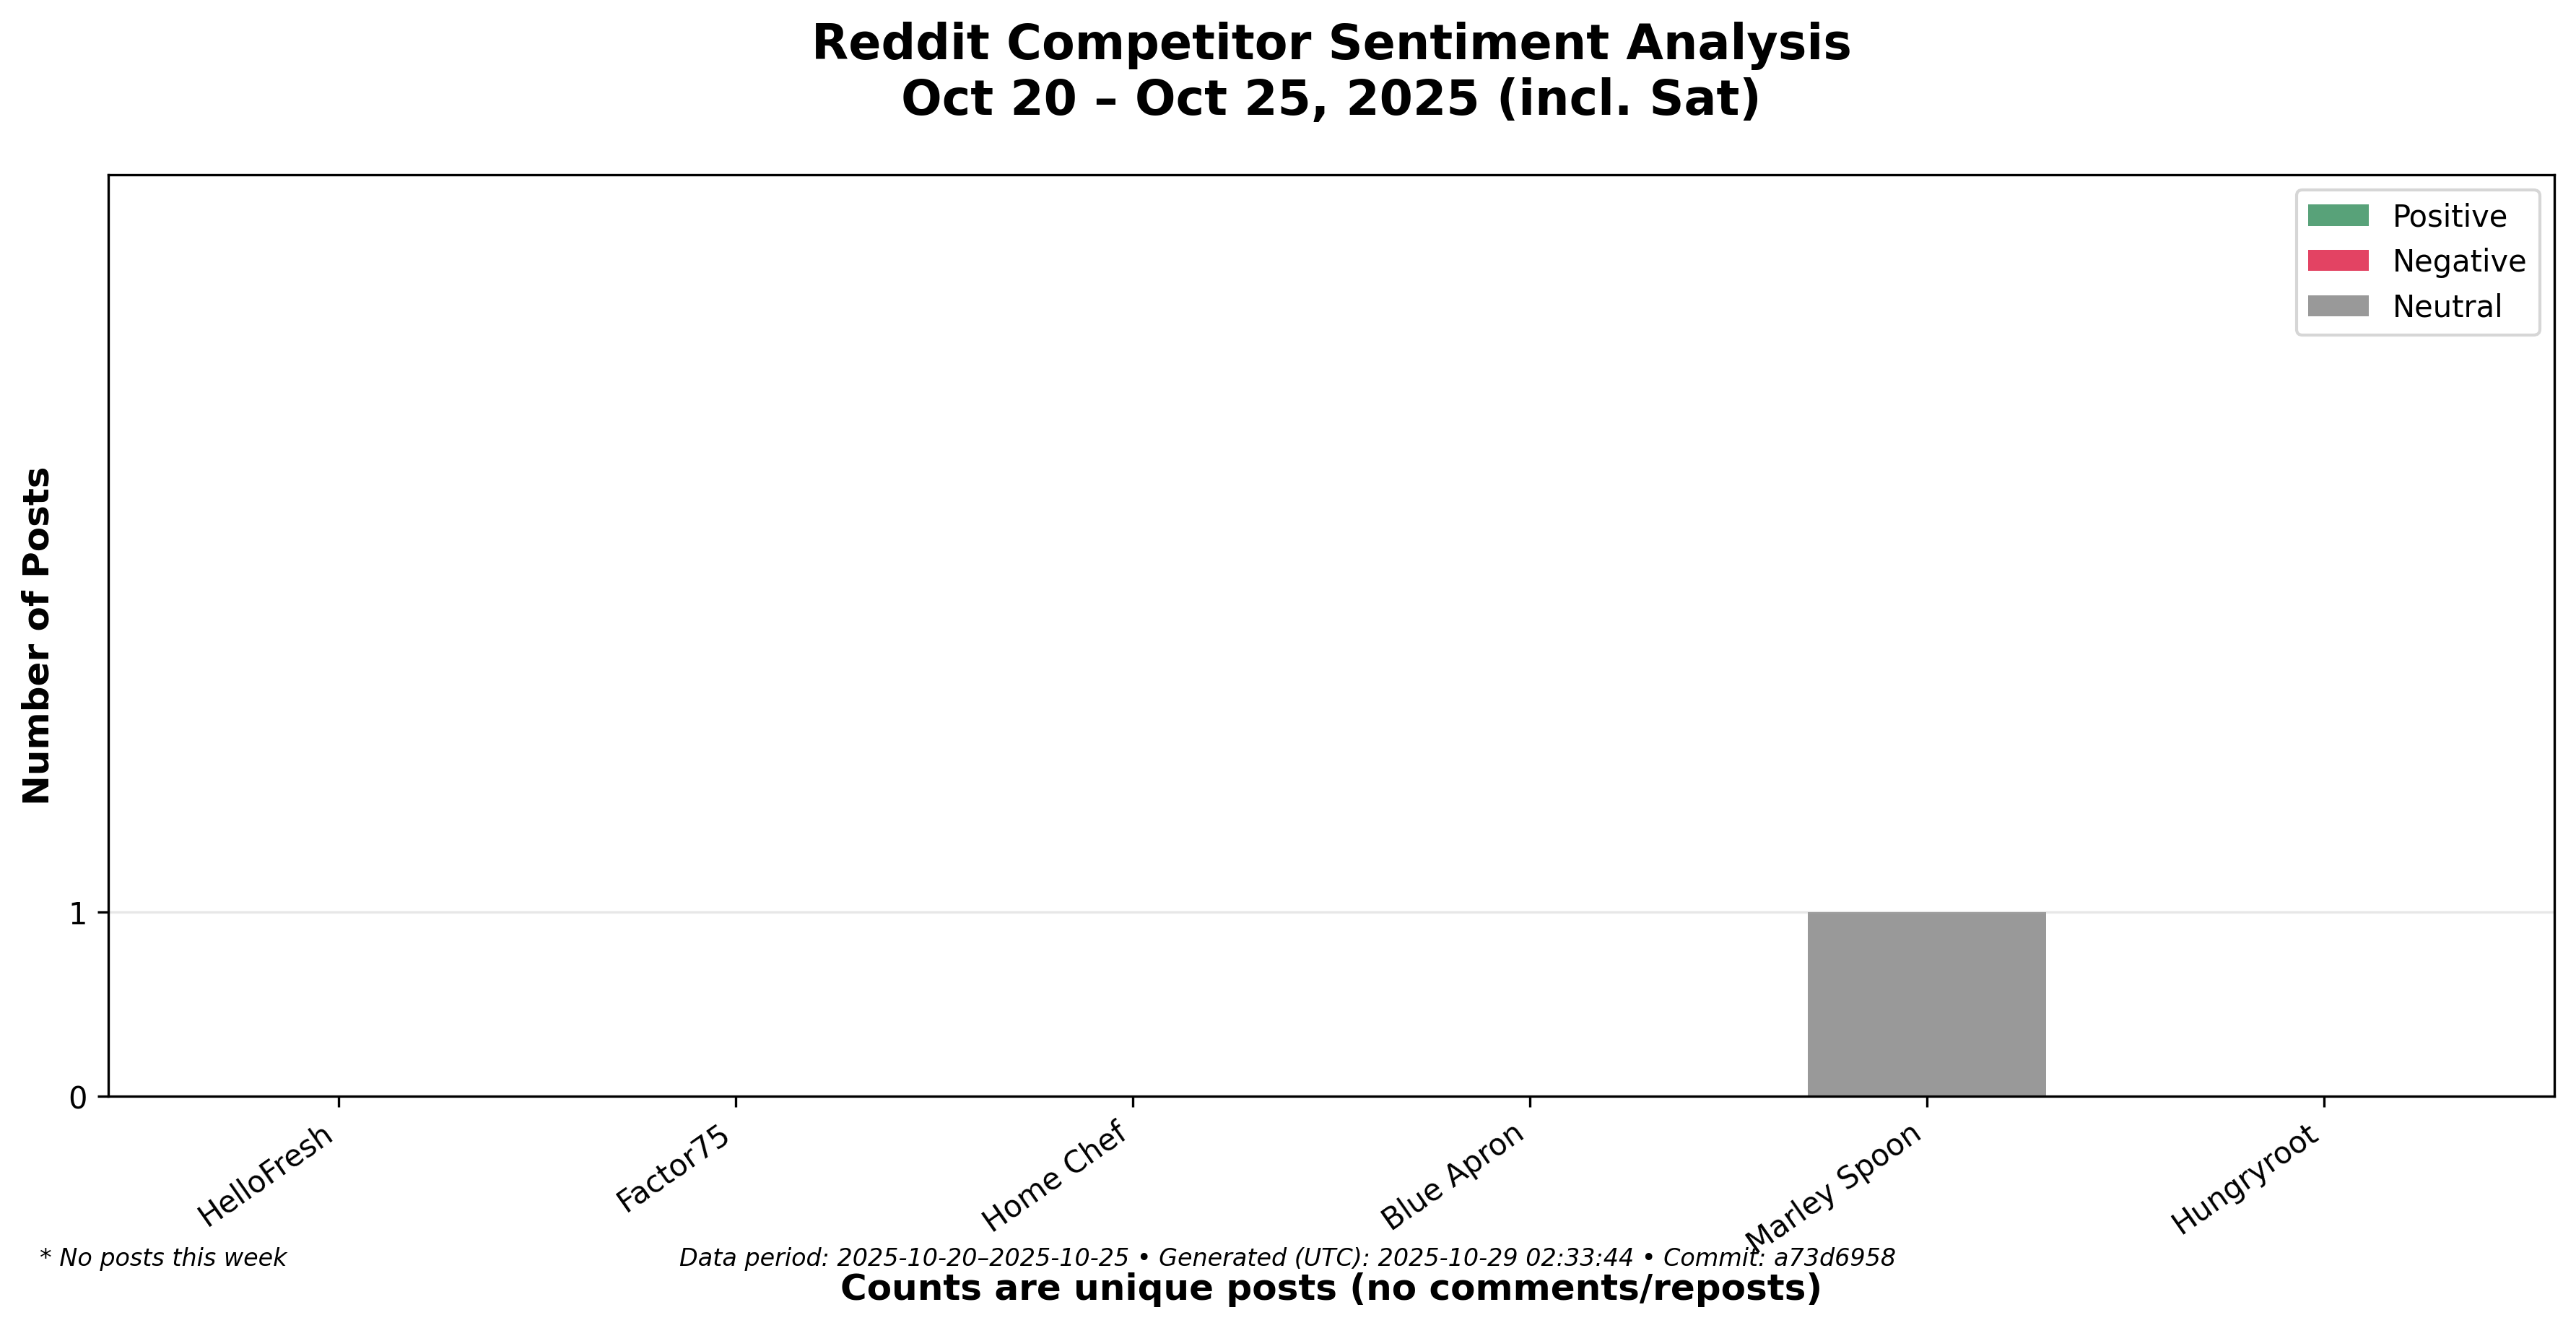 Reddit Competitor Sentiment Analysis
Oct 20 – Oct 25, 2025 (incl. Sat)
Positive
Negative
Neutral
Number of Posts
1
0
HelloFresh
Factor75
Home Chef
Blue Apron
Marley Spoon
Hungryroot
* No posts this week
Data period: 2025-10-20–2025-10-25 • Generated (UTC): 2025-10-29 02:33:44 • Commit: a73d6958
Counts are unique posts (no comments/reposts)